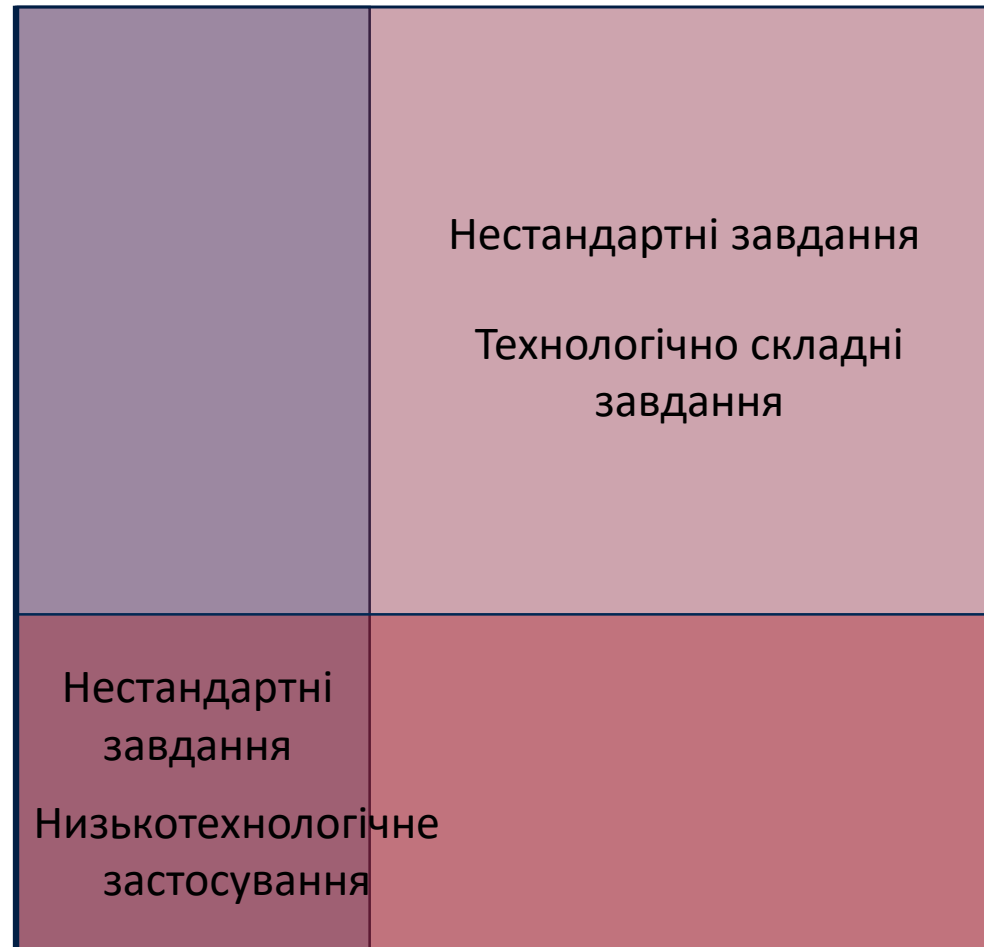 Нестандартні завдання
Технологічно складні
завдання
Нестандартні
завдання
Низькотехнологічне
застосування